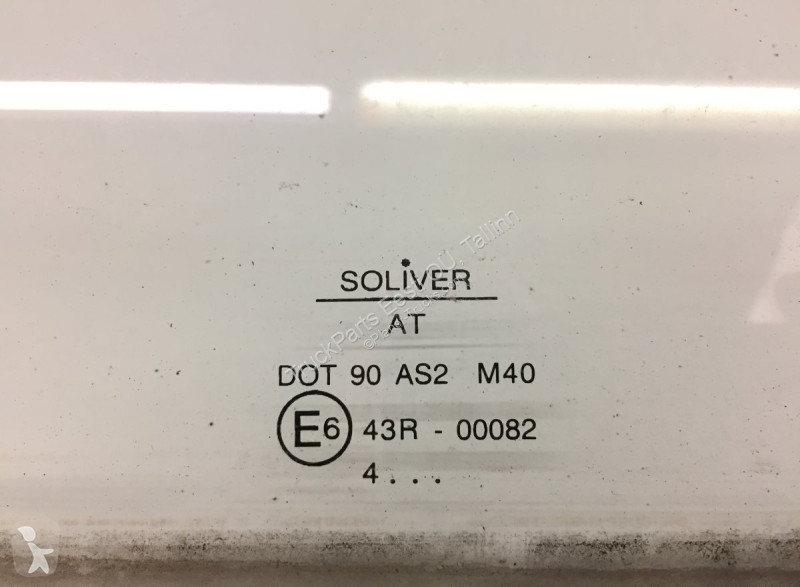 SOLIVER
AT
DOT 90 AS2 M40
E6 43R - 00082
4...